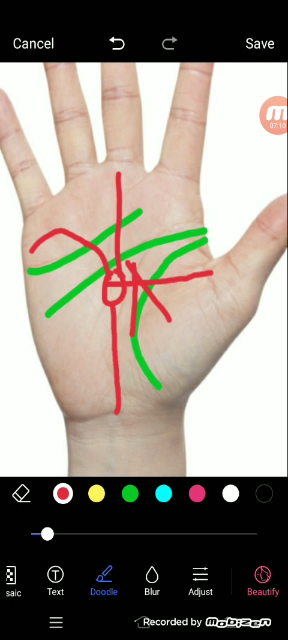 Cancel
Save
07:10
saic
Text
Doodle
Blur
Adjust
Beautify
Recorded by mobizen